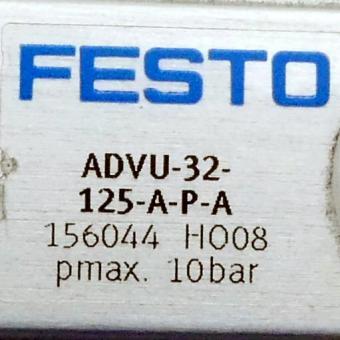 FESTO
ADVU-32-
125-A-P-A
156044 H008
pmax. 10bar